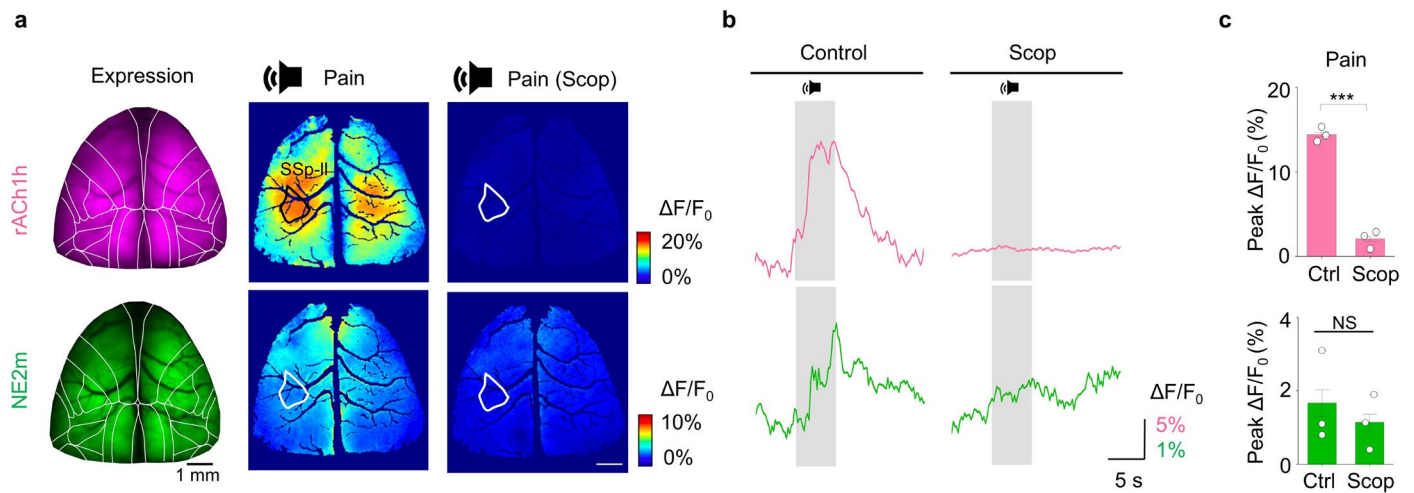 a
Expression
Pain
Pain (Scop)
rACh1h
SSp-ll
ΔF/F0
20%
0%
NE2m
1 mm
ΔF/F0
10%
0%
b
Control
Scop
ΔF/F0
5%
1%
5 s
c
Pain
Peak ΔF/F0 (%)
20
10
0
***
Ctrl
Scop
Peak ΔF/F0 (%)
4
2
0
NS
Ctrl
Scop